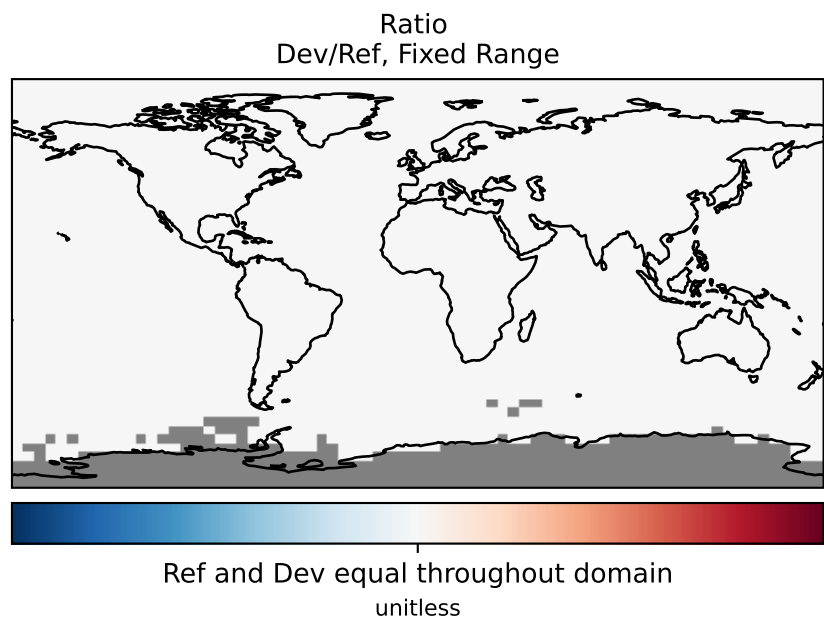 Ratio
Dev/Ref, Fixed Range
Ref and Dev equal throughout domain
unitless